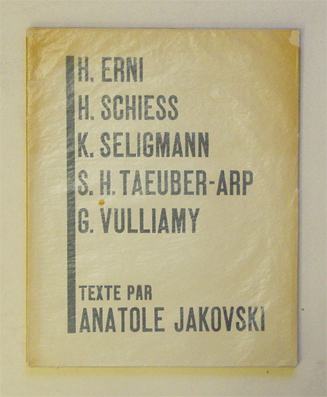 H. ERNI
H. SCHIESS
K. SELIGMANN
S. H. TAEUBER-ARP
G. VULLIAMY
TEXTE PAR
ANATOLE JAKOVSKI